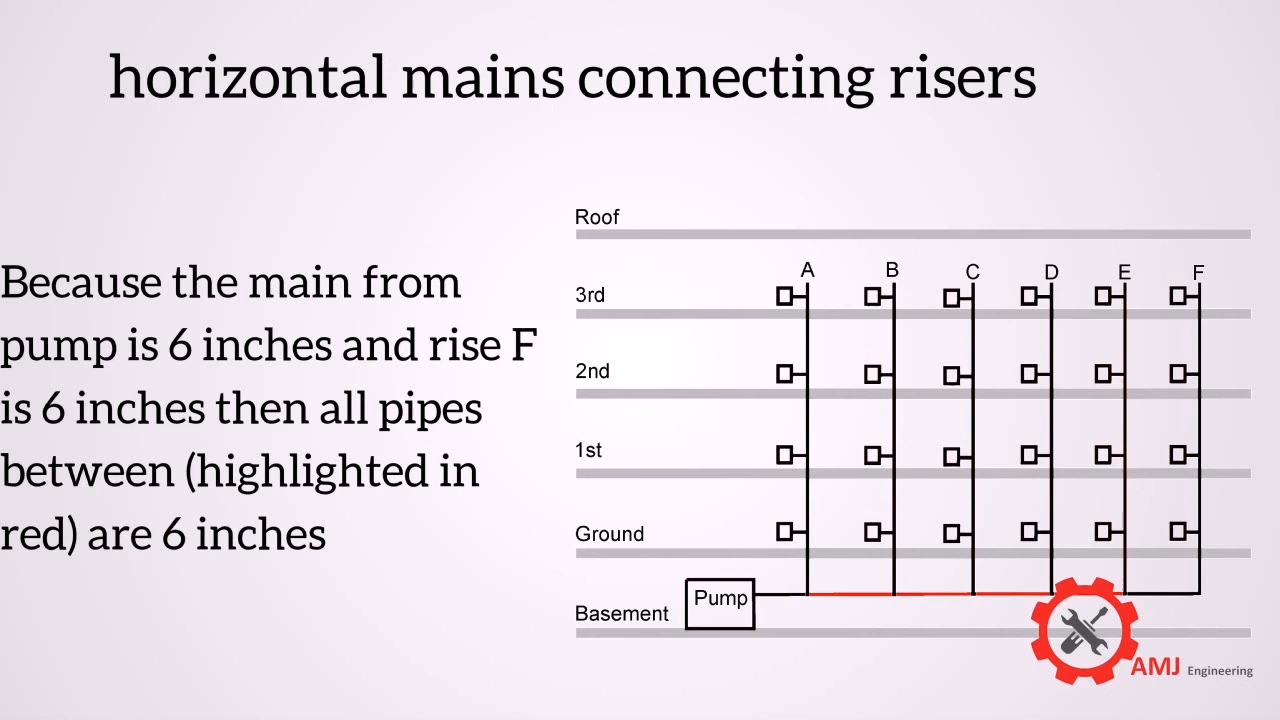 horizontal mains connecting risers
Because the main from
pump is 6 inches and rise F
is 6 inches then all pipes
between (highlighted in
red) are 6 inches
Roof
A B C D E F
3rd
2nd
1st
Ground
Pump
Basement
AMJ Engineering